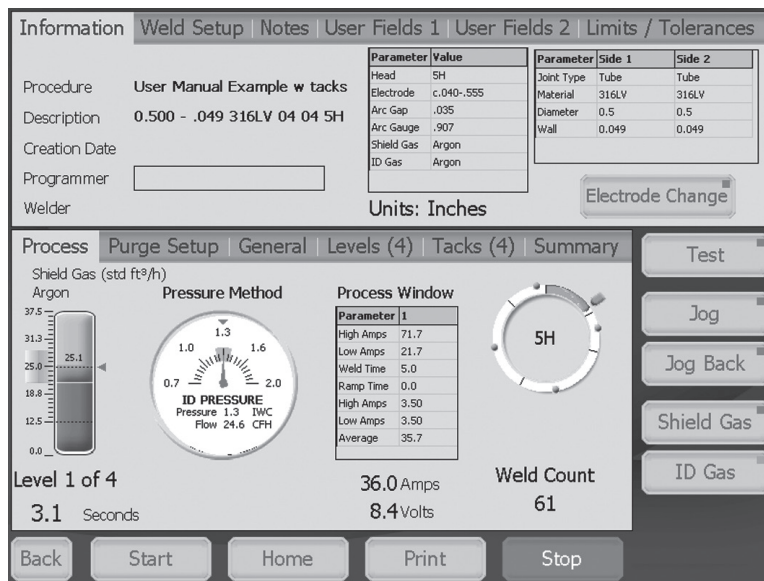 Information Weld Setup Notes User Fields 1 User Fields 2 Limits / Tolerances
Procedure User Manual Example w tacks
Description 0.500 - .049 316LV 04 04 5H
Creation Date
Programmer
Welder
Parameter Value
Head 5H
Electrode c.040-.555
Arc Gap .035
Arc Gauge .907
Shield Gas Argon
ID Gas Argon
Units: Inches
Parameter Side 1 Side 2
Joint Type Tube Tube
Material 316LV 316LV
Diameter 0.5 0.5
Wall 0.049 0.049
Electrode Change
Process Purge Setup General Levels (4) Tacks (4) Summary
Shield Gas (std ft³/h)
Argon
37.5
31.3
25.1
25.0
18.8
12.5
0.0
Pressure Method
1.3
1.0 1.6
0.7 2.0
ID PRESSURE
Pressure 1.3 IWC
Flow 24.6 CFH
Process Window
Parameter 1
High Amps 71.7
Low Amps 21.7
Weld Time 5.0
Ramp Time 0.0
High Amps 3.50
Low Amps 3.50
Average 35.7
5H
Level 1 of 4
3.1 Seconds
36.0 Amps
8.4 Volts
Weld Count
61
Test
Jog
Jog Back
Shield Gas
ID Gas
Back Start Home Print Stop